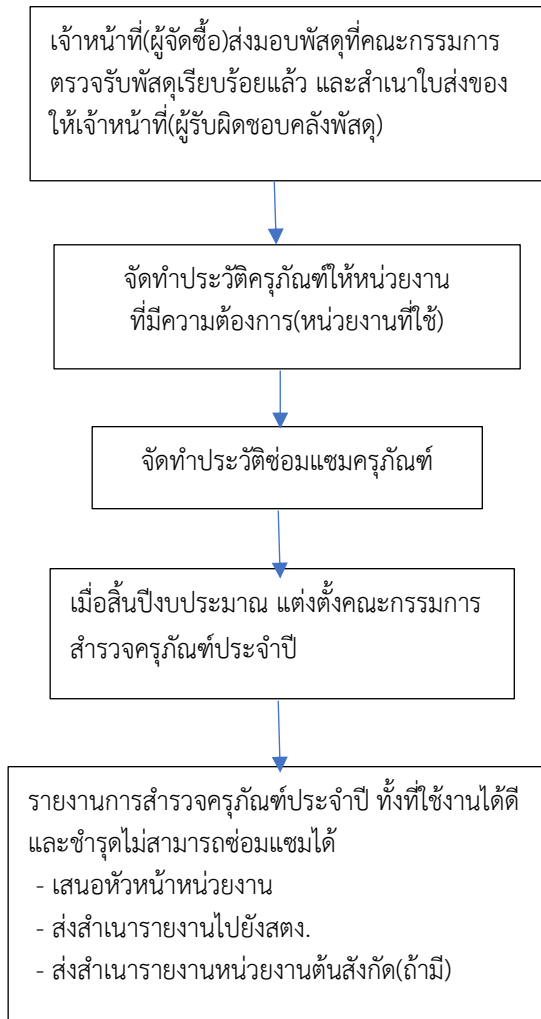 เจ้าหน้าที่(ผู้จัดซื้อ)ส่งมอบพัสดุที่คณะกรรมการ
ตรวจรับพัสดุเรียบร้อยแล้ว และสำเนาใบส่งของ
ให้เจ้าหน้าที่(ผู้รับผิดชอบคลังพัสดุ)
จัดทำประวัติครุภัณฑ์ให้หน่วยงาน
ที่มีความต้องการ(หน่วยงานที่ใช้)
จัดทำประวัติซ่อมแซมครุภัณฑ์
เมื่อสิ้นปีงบประมาณ แต่งตั้งคณะกรรมการ
สำรวจครุภัณฑ์ประจำปี
รายงานการสำรวจครุภัณฑ์ประจำปี ทั้งที่ใช้งานได้ดี
และชำรุดไม่สามารถซ่อมแซมได้
- เสนอหัวหน้าหน่วยงาน
- ส่งสำเนารายงานไปยังสตง.
- ส่งสำเนารายงานหน่วยงานต้นสังกัด(ถ้ามี)